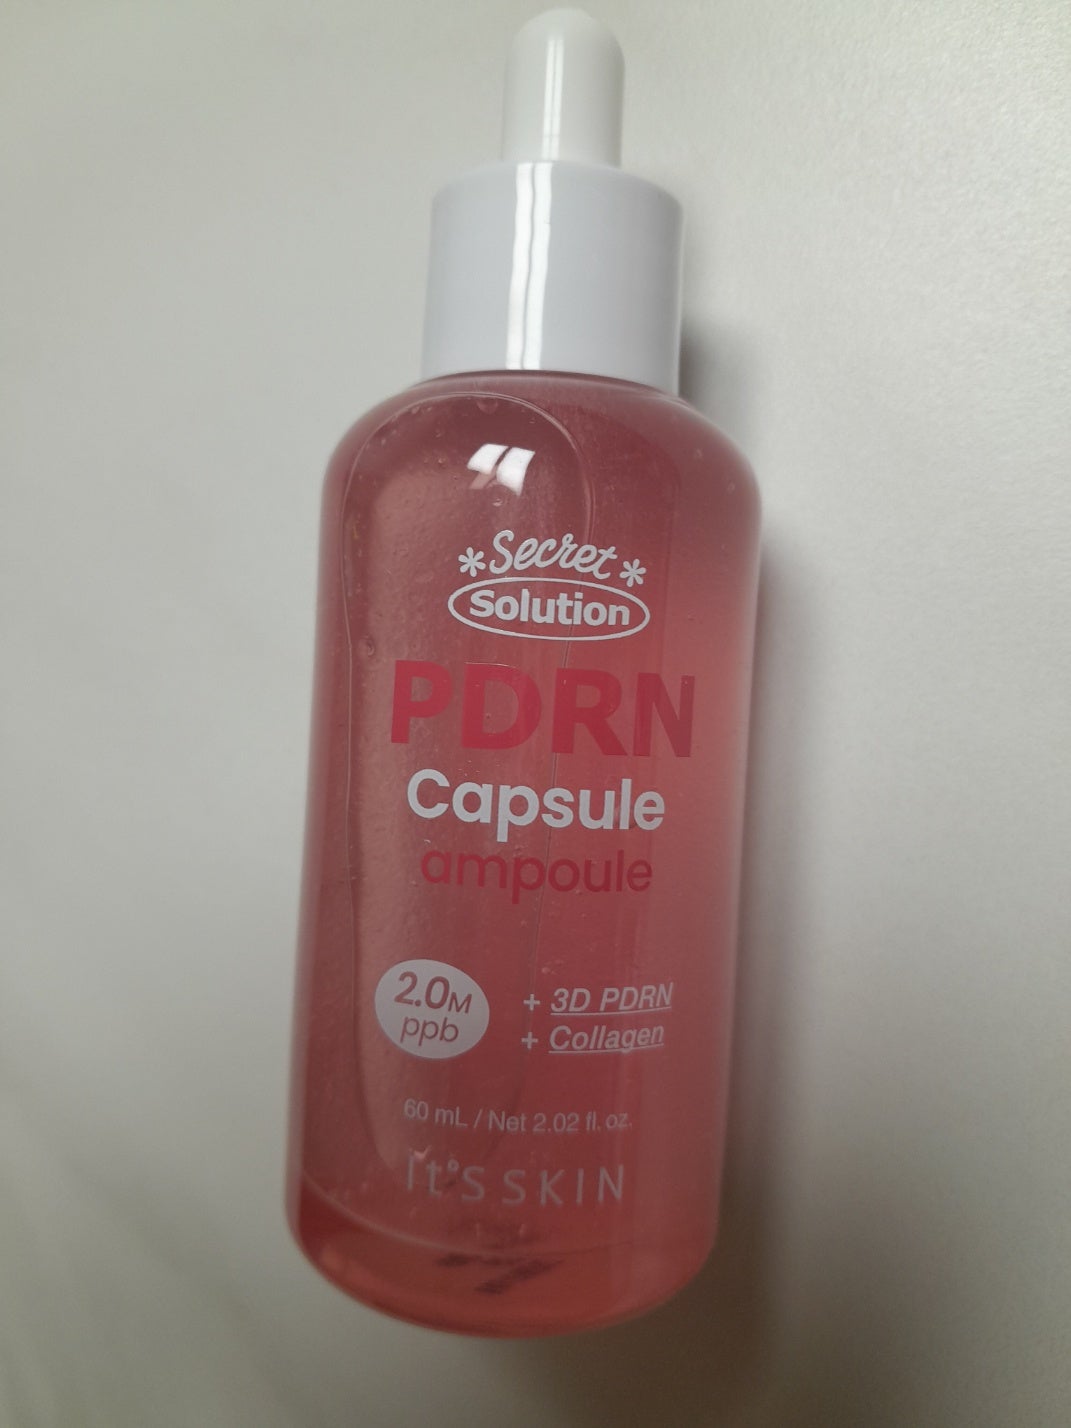 *Secret*
Solution
PDRN
Capsule
ampoule
2.0M
ppb
+ 3D PDRN
+ Collagen
60 mL / Net 2.02 fl. oz.
It'S SKIN